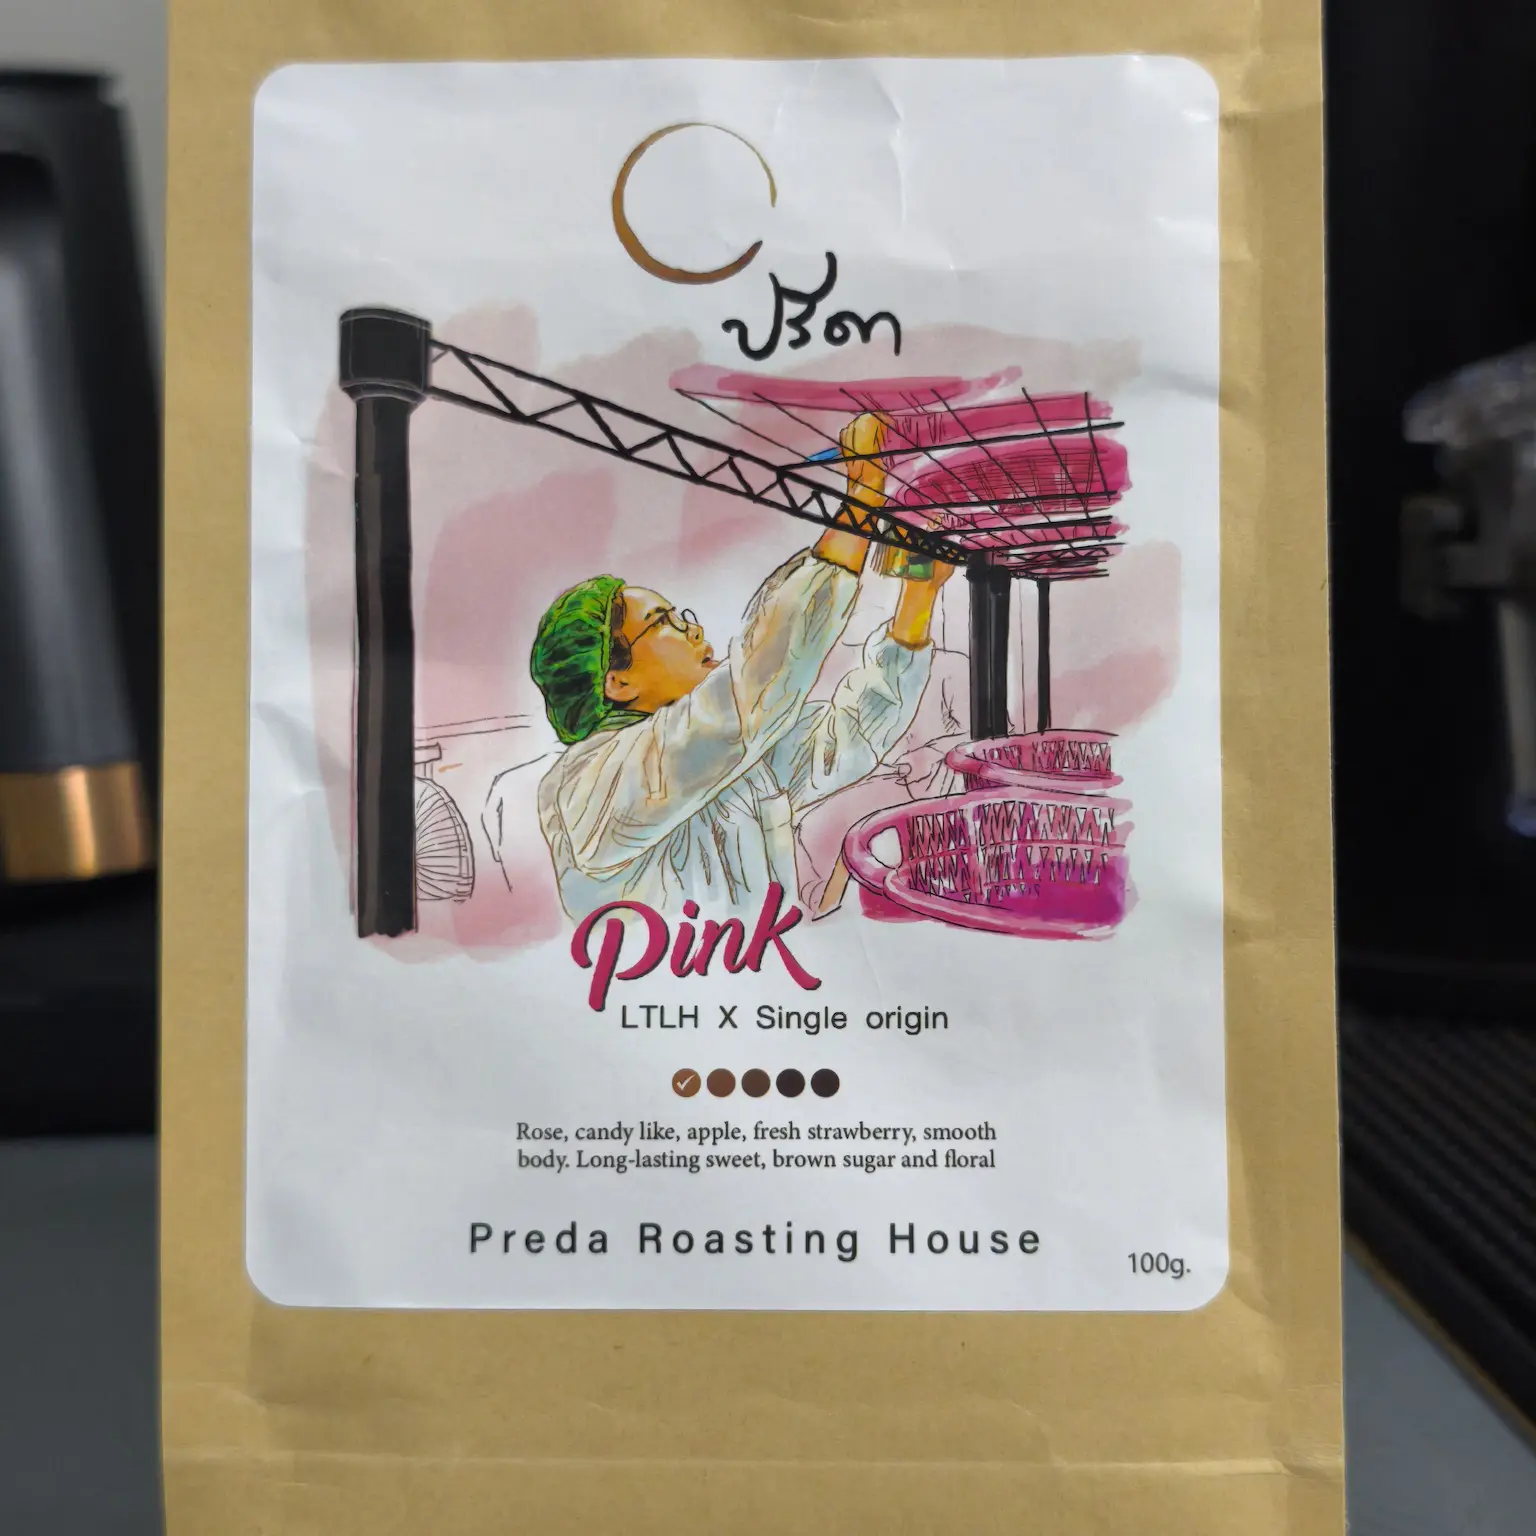 ปรีดา
Pink
LTLH X Single origin
Rose, candy like, apple, fresh strawberry, smooth
body. Long-lasting sweet, brown sugar and floral
Preda Roasting House
100g.